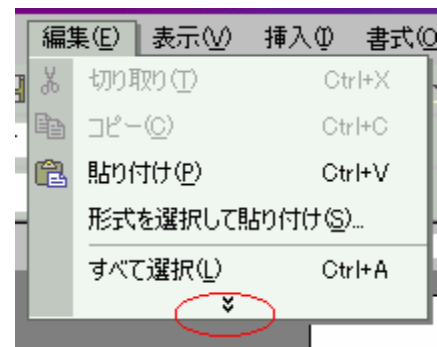 編集(E) 表示(V) 挿入(I) 書式(O
切り取り(T) Ctrl+X
コピー(C) Ctrl+C
貼り付け(P) Ctrl+V
形式を選択して貼り付け(S)...
すべて選択(L) Ctrl+A